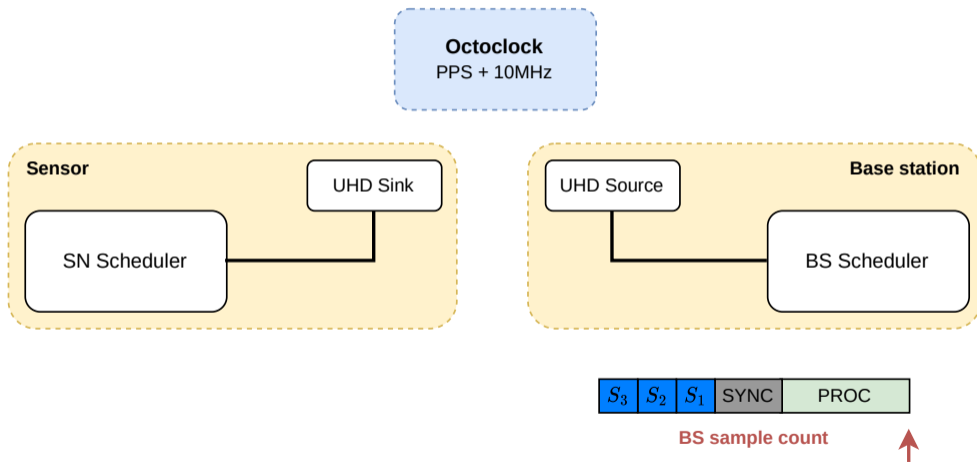 Octoclock
PPS + 10MHz
Sensor
UHD Sink
SN Scheduler
UHD Source
Base station
BS Scheduler
S₃ S₂ S₁ SYNC PROC
BS sample count